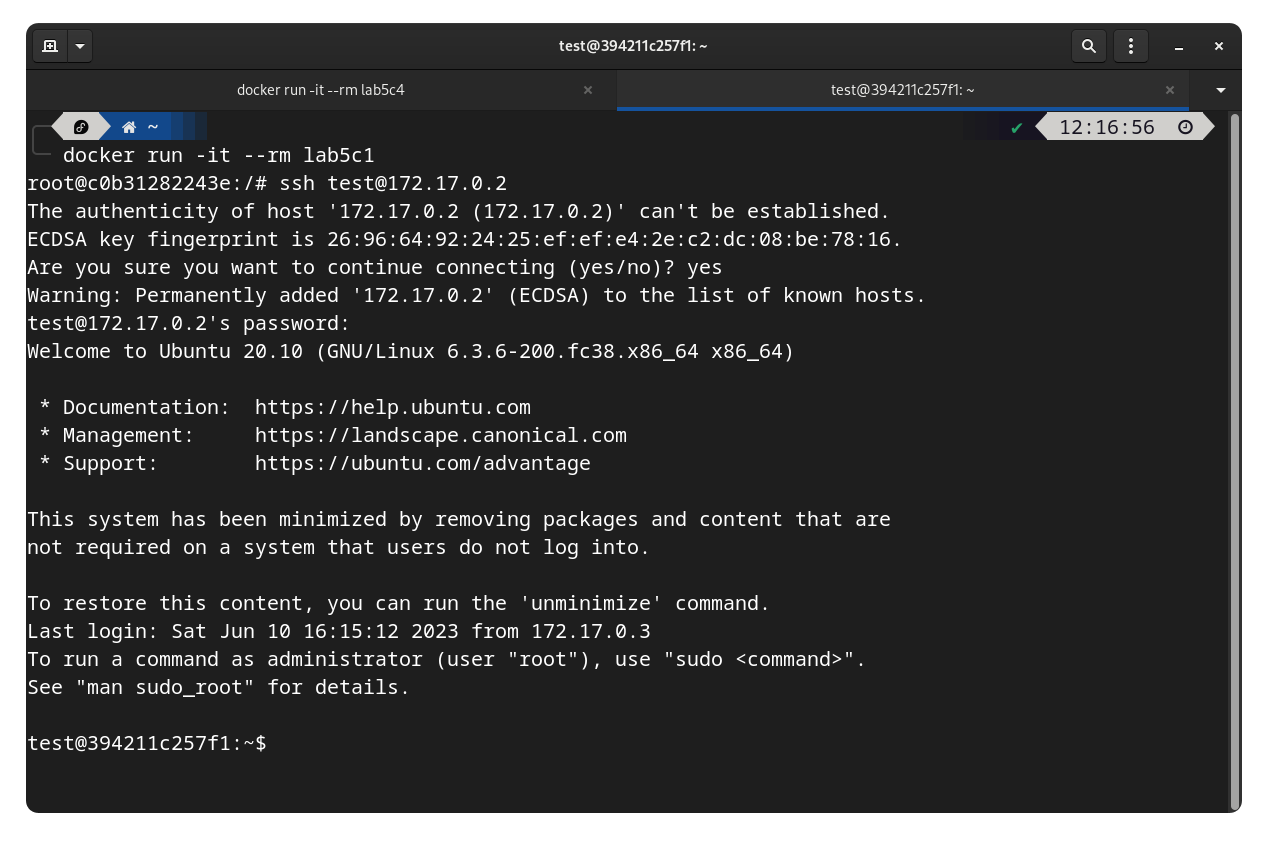 test@394211c257f1: ~
docker run -it --rm lab5c4
test@394211c257f1: ~
~
12:16:56
docker run -it --rm lab5c1
root@c0b31282243e:/# ssh test@172.17.0.2
The authenticity of host '172.17.0.2 (172.17.0.2)' can't be established.
ECDSA key fingerprint is 26:96:64:92:24:25:ef:ef:e4:2e:c2:dc:08:be:78:16.
Are you sure you want to continue connecting (yes/no)? yes
Warning: Permanently added '172.17.0.2' (ECDSA) to the list of known hosts.
test@172.17.0.2's password:
Welcome to Ubuntu 20.10 (GNU/Linux 6.3.6-200.fc38.x86_64 x86_64)
* Documentation:  https://help.ubuntu.com
* Management:     https://landscape.canonical.com
* Support:        https://ubuntu.com/advantage
This system has been minimized by removing packages and content that are
not required on a system that users do not log into.
To restore this content, you can run the 'unminimize' command.
Last login: Sat Jun 10 16:15:12 2023 from 172.17.0.3
To run a command as administrator (user "root"), use "sudo <command>".
See "man sudo_root" for details.
test@394211c257f1:~$